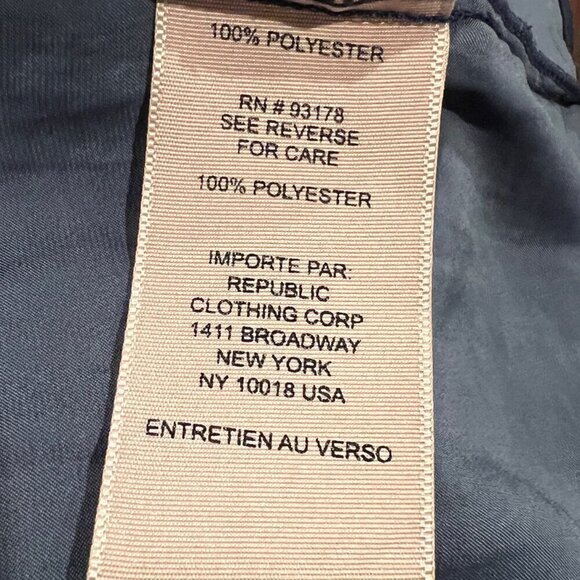 100% POLYESTER
RN # 93178
SEE REVERSE
FOR CARE
100% POLYESTER
IMPORTE PAR:
REPUBLIC
CLOTHING CORP
1411 BROADWAY
NEW YORK
NY 10018 USA
ENTRETIEN AU VERSO